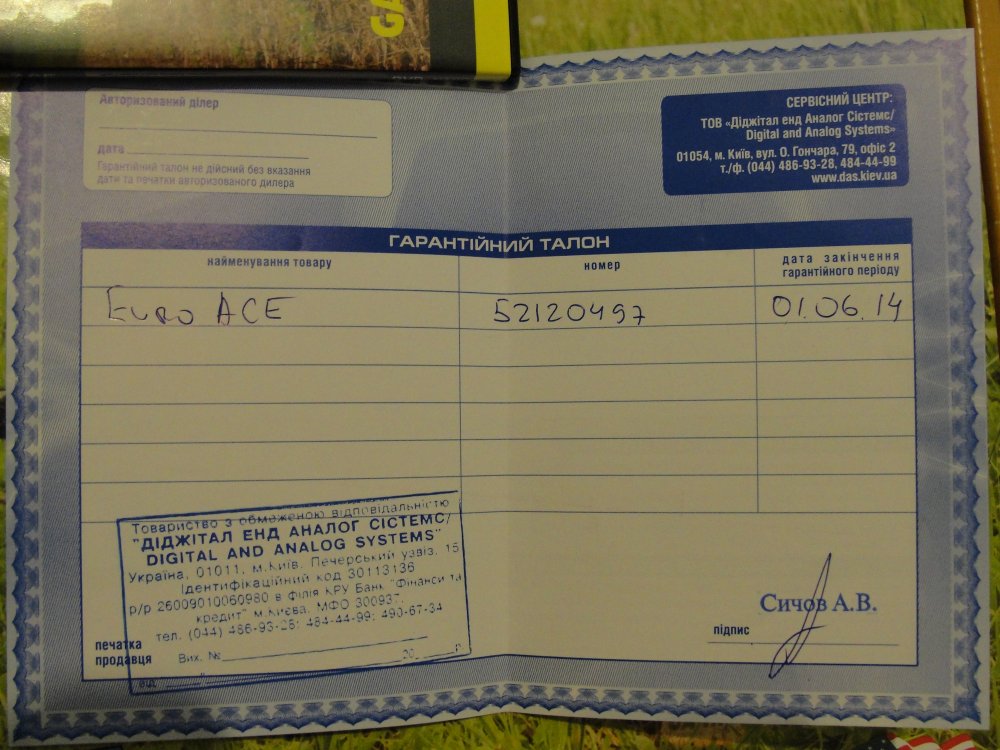 GA
Авторизований ділер
дата
Гарантійний талон не дійсний без вказання
дати та печатки авторизованого дилера
СЕРВІСНИЙ ЦЕНТР:
ТОВ «Діджітал енд Аналог Сістемс/
Digital and Analog Systems»
01054, м. Київ, вул. О. Гончара, 79, офіс 2
т./ф. (044) 486-93-28, 484-44-99
www.das.kiev.ua
ГАРАНТІЙНИЙ ТАЛОН
найменування товару
номер
дата закінчення
гарантійного періоду
Euro ACE
52120497
01.06.14
Товариство з обмеженою відповідальністю
"ДІДЖІТАЛ ЕНД АНАЛОГ СІСТЕМС/
DIGITAL AND ANALOG SYSTEMS"
Україна, 01011, м.Київ, Печерський узвіз, 15
Ідентифікаційний код 30113136
р/р 26009010060980 в філія КРУ Банк "Фінанси та
кредит" м.Києва, МФО 300937,
тел. (044) 486-93-28; 484-44-99; 490-67-34
Вих. № 20 р.
печатка
продавця
Сичов А.В.
підпис